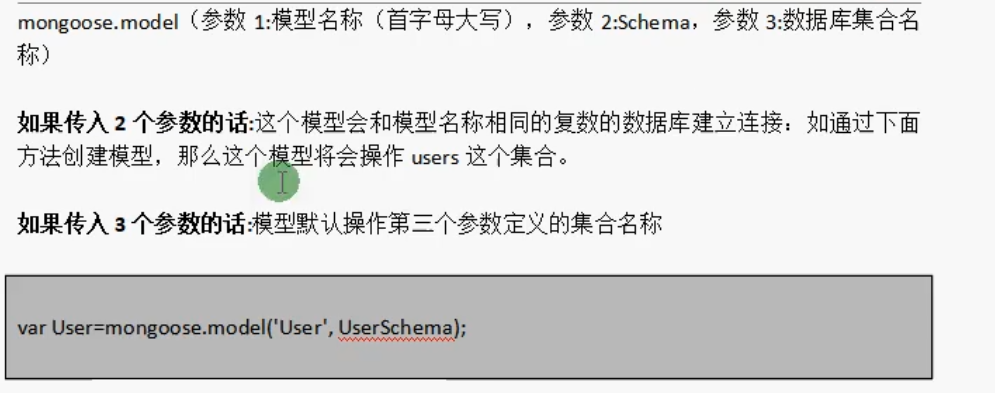 mongoose.model（参数 1:模型名称（首字母大写），参数 2:Schema，参数 3:数据库集合名
称）
如果传入 2 个参数的话:这个模型会和模型名称相同的复数的数据库建立连接：如通过下面
方法创建模型，那么这个模型将会操作 users 这个集合。
如果传入 3 个参数的话:模型默认操作第三个参数定义的集合名称
var User=mongoose.model('User', UserSchema);